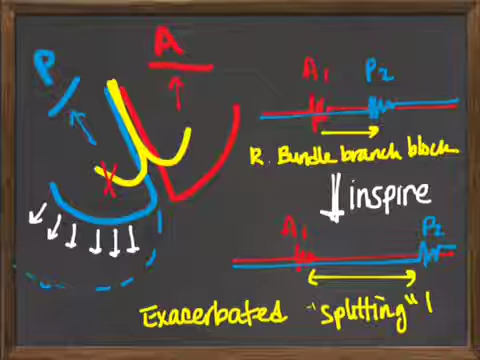 P
A
A1 P2
R. Bundle branch block
inspire
A1 P2
Exacerbated "splitting" !